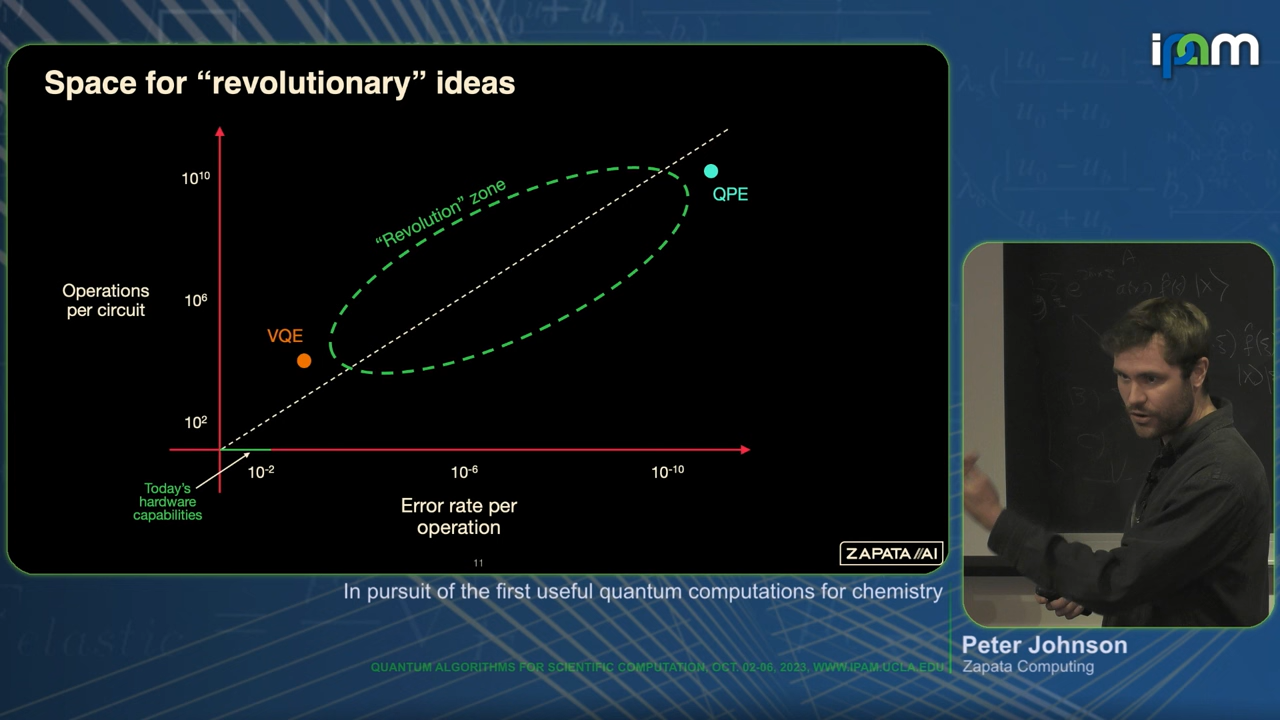 ipam
Space for “revolutionary” ideas
10¹⁰
“Revolution” zone
QPE
Operations
per circuit
10⁶
VQE
10²
10⁻²
10⁻⁶
10⁻¹⁰
Today’s
hardware
capabilities
Error rate per
operation
ZAPATA//AI
11
In pursuit of the first useful quantum computations for chemistry
Peter Johnson
Zapata Computing
QUANTUM ALGORITHMS FOR SCIENTIFIC COMPUTATION, OCT. 02-06, 2023, WWW.IPAM.UCLA.EDU
elastic